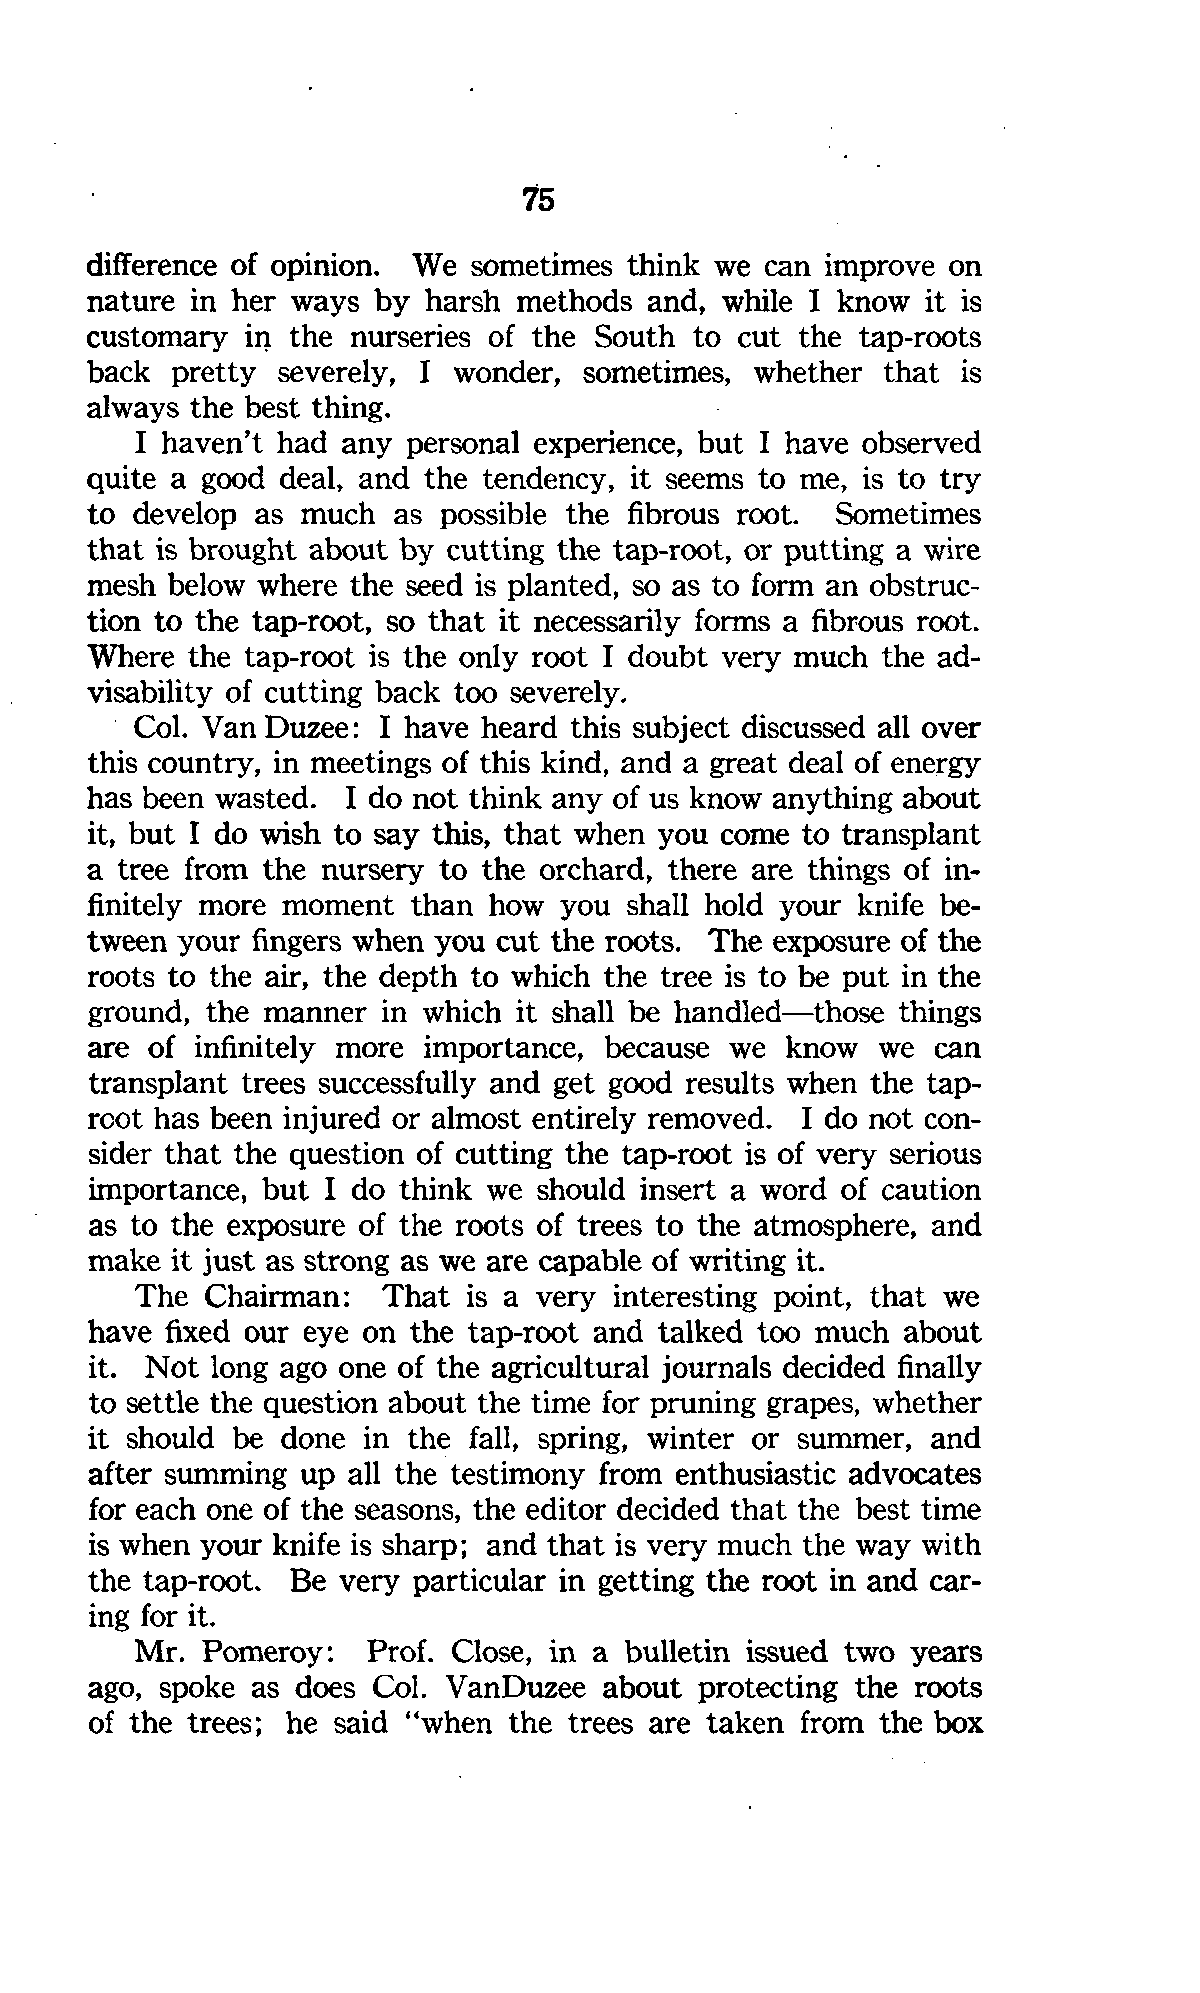 75
difference of opinion. We sometimes think we can improve on
nature in her ways by harsh methods and, while I know it is
customary in the nurseries of the South to cut the tap-roots
back pretty severely, I wonder, sometimes, whether that is
always the best thing.
I haven't had any personal experience, but I have observed
quite a good deal, and the tendency, it seems to me, is to try
to develop as much as possible the fibrous root. Sometimes
that is brought about by cutting the tap-root, or putting a wire
mesh below where the seed is planted, so as to form an obstruc-
tion to the tap-root, so that it necessarily forms a fibrous root.
Where the tap-root is the only root I doubt very much the ad-
visability of cutting back too severely.
Col. Van Duzee: I have heard this subject discussed all over
this country, in meetings of this kind, and a great deal of energy
has been wasted. I do not think any of us know anything about
it, but I do wish to say this, that when you come to transplant
a tree from the nursery to the orchard, there are things of in-
finitely more moment than how you shall hold your knife be-
tween your fingers when you cut the roots. The exposure of the
roots to the air, the depth to which the tree is to be put in the
ground, the manner in which it shall be handled—those things
are of infinitely more importance, because we know we can
transplant trees successfully and get good results when the tap-
root has been injured or almost entirely removed. I do not con-
sider that the question of cutting the tap-root is of very serious
importance, but I do think we should insert a word of caution
as to the exposure of the roots of trees to the atmosphere, and
make it just as strong as we are capable of writing it.
The Chairman: That is a very interesting point, that we
have fixed our eye on the tap-root and talked too much about
it. Not long ago one of the agricultural journals decided finally
to settle the question about the time for pruning grapes, whether
it should be done in the fall, spring, winter or summer, and
after summing up all the testimony from enthusiastic advocates
for each one of the seasons, the editor decided that the best time
is when your knife is sharp; and that is very much the way with
the tap-root. Be very particular in getting the root in and car-
ing for it.
Mr. Pomeroy: Prof. Close, in a bulletin issued two years
ago, spoke as does Col. VanDuzee about protecting the roots
of the trees; he said "when the trees are taken from the box